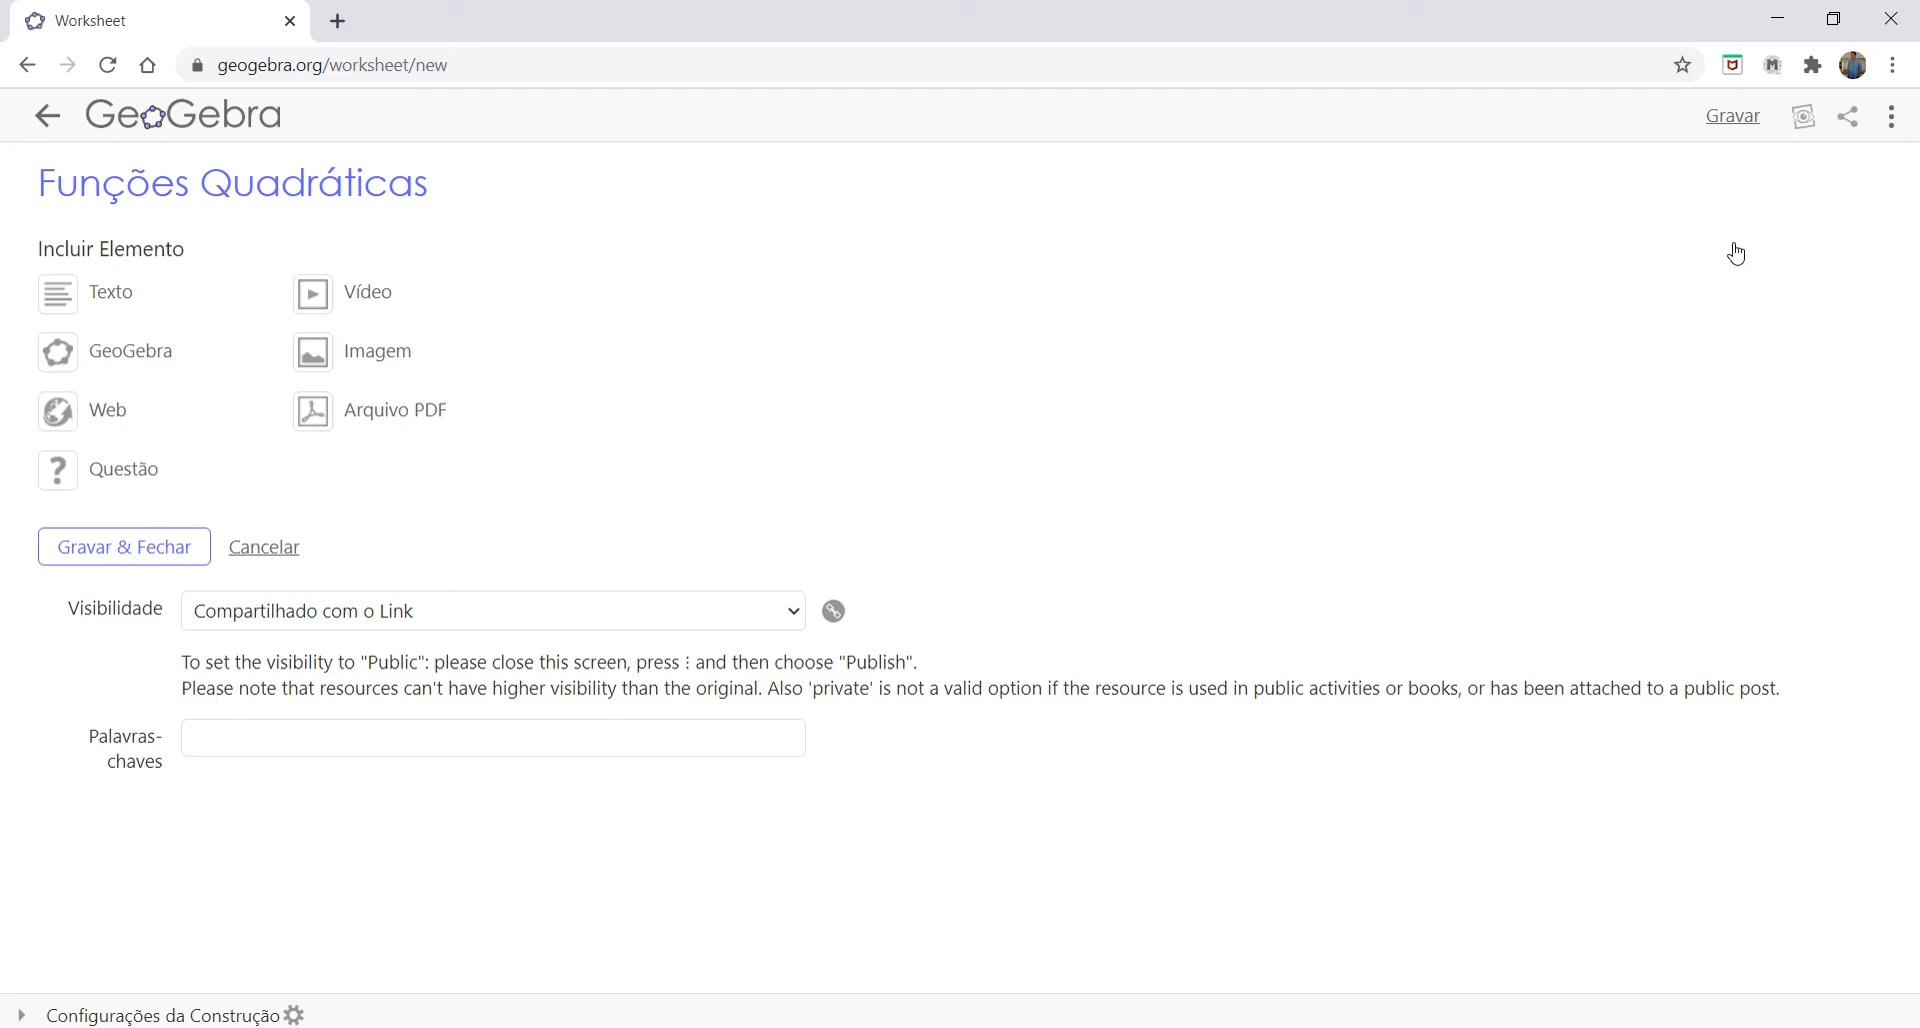 Worksheet
geogebra.org/worksheet/new
GeoGebra
Gravar
Funções Quadráticas
Incluir Elemento
Texto
Vídeo
GeoGebra
Imagem
Web
Arquivo PDF
Questão
Gravar & Fechar
Cancelar
Visibilidade
Compartilhado com o Link
To set the visibility to "Public": please close this screen, press ⋮ and then choose "Publish".
Please note that resources can't have higher visibility than the original. Also 'private' is not a valid option if the resource is used in public activities or books, or has been attached to a public post.
Palavras-
chaves
Configurações da Construção